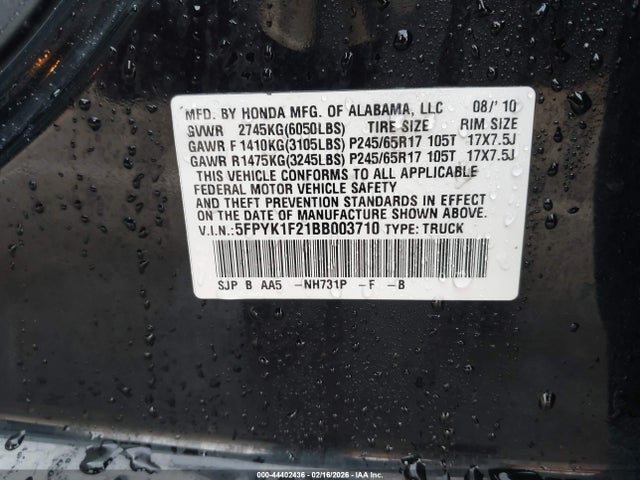 MFD. BY HONDA MFG. OF ALABAMA, LLC 08/'10
GVWR 2745KG(6050LBS) TIRE SIZE RIM SIZE
GAWR F 1410KG(3105LBS) P245/65R17 105T 17X7.5J
GAWR R 1475KG(3245LBS) P245/65R17 105T 17X7.5J
THIS VEHICLE CONFORMS TO ALL APPLICABLE
FEDERAL MOTOR VEHICLE SAFETY
AND THEFT PREVENTION STANDARDS IN EFFECT
ON THE DATE OF MANUFACTURE SHOWN ABOVE.
V.I.N.: 5FPYK1F21BB003710 TYPE: TRUCK
SJP B AA5 -NH731P -F -B
000-44402436 - 02/16/2026 - IAAI.COM